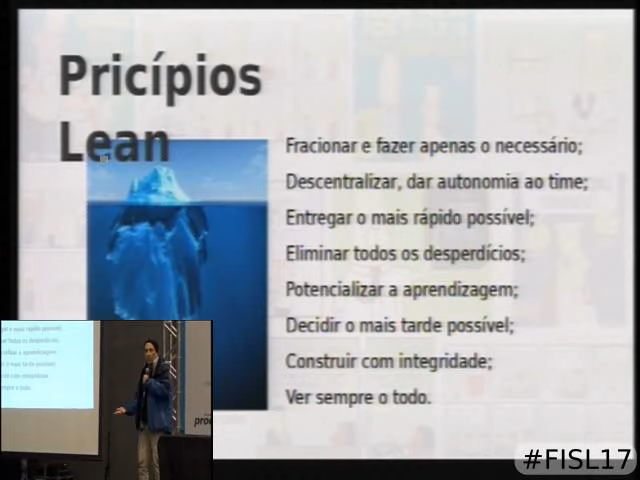 Pricípios
Lean
Fracionar e fazer apenas o necessário;
Descentralizar, dar autonomia ao time;
Entregar o mais rápido possível;
Eliminar todos os desperdícios;
Potencializar a aprendizagem;
Decidir o mais tarde possível;
Construir com integridade;
Ver sempre o todo.
#FISL17